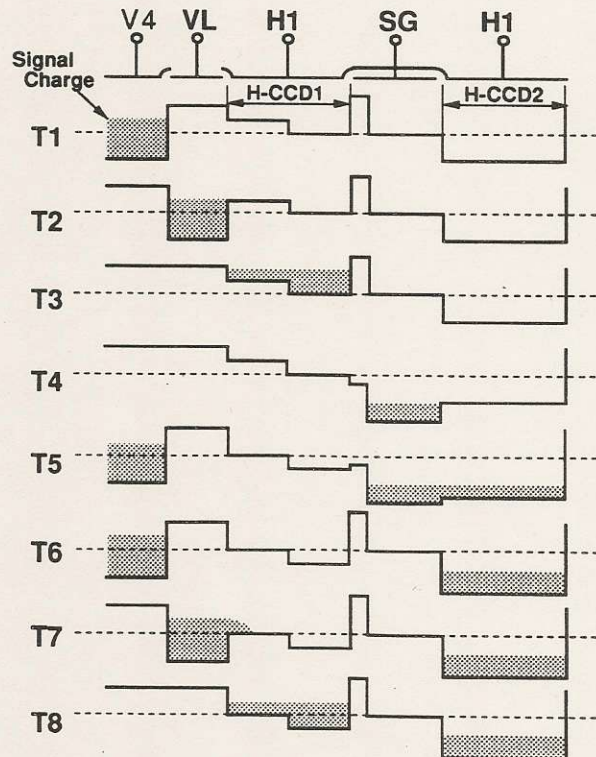 V4 VL H1 SG H1
Signal
Charge
H-CCD1 H-CCD2
T1
T2
T3
T4
T5
T6
T7
T8